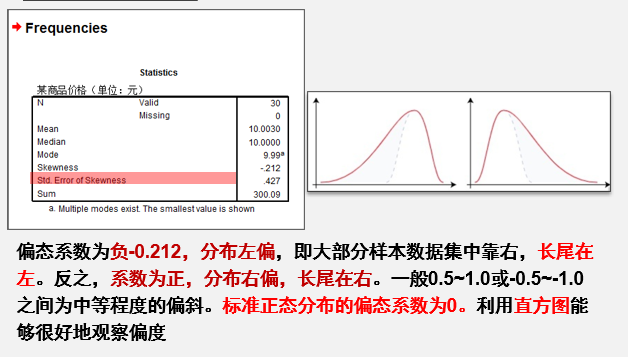 Frequencies
Statistics
某商品价格（单位：元）
N Valid 30
Missing 0
Mean 10.0030
Median 10.0000
Mode 9.99a
Skewness -.212
Std. Error of Skewness .427
Sum 300.09
a. Multiple modes exist. The smallest value is shown
偏态系数为负-0.212，分布左偏，即大部分样本数据集中靠右，长尾在
左。反之，系数为正，分布右偏，长尾在右。一般0.5~1.0或-0.5~-1.0
之间为中等程度的偏斜。标准正态分布的偏态系数为0。利用直方图能
够很好地观察偏度